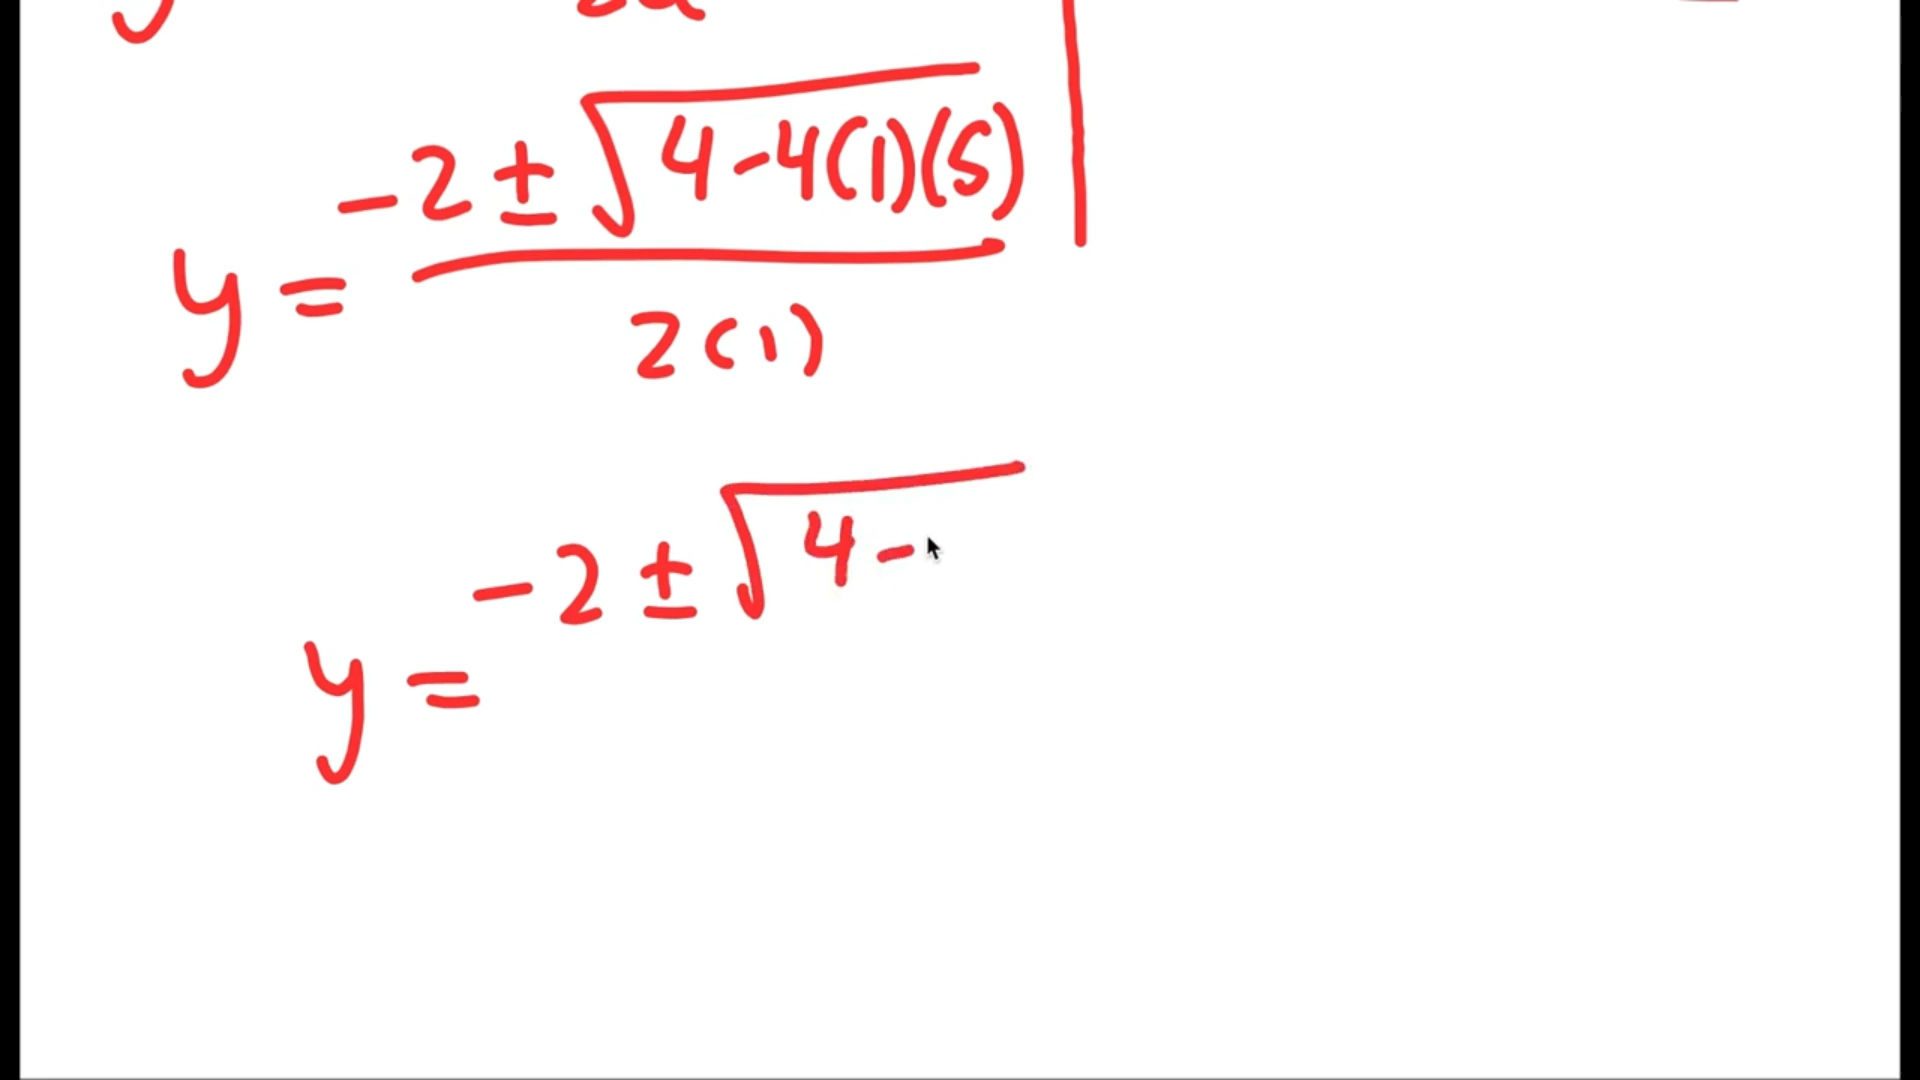 y = (-2 ± √(4-4(1)(5))) / 2(1)
y = -2 ± √(4-